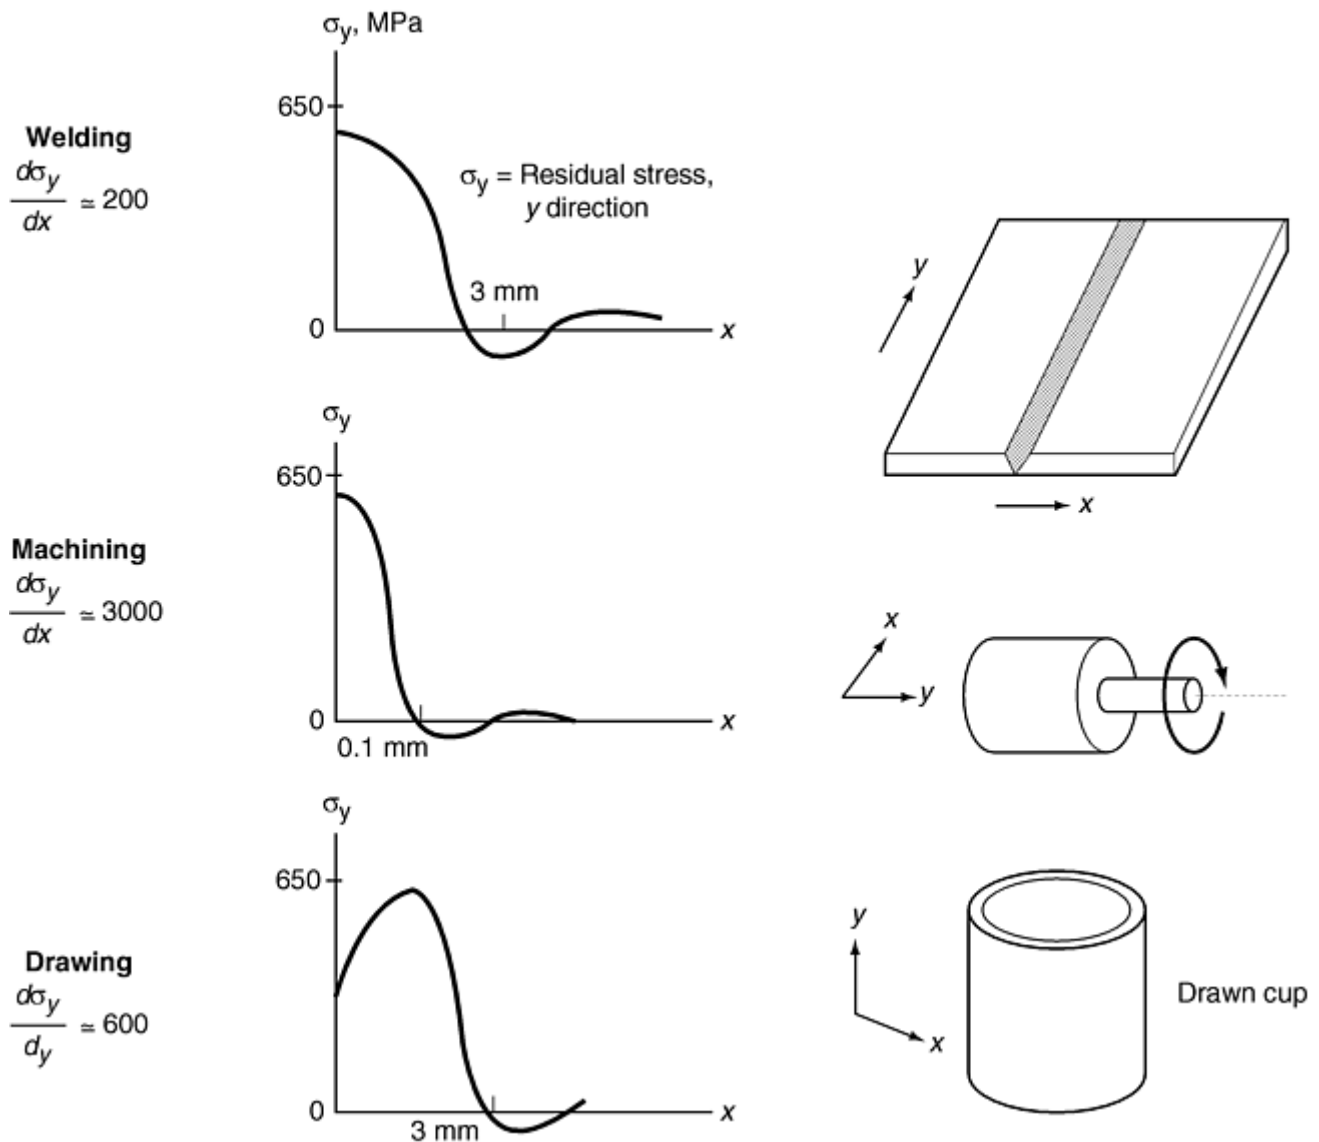 σy, MPa
650
Welding
dσy
dx
≃ 200
σy = Residual stress,
y direction
3 mm
0
x
y
x
σy
650
Machining
dσy
dx
≃ 3000
0
x
0.1 mm
x
y
σy
650
Drawing
dσy
dy
≃ 600
0
x
3 mm
y
x
Drawn cup